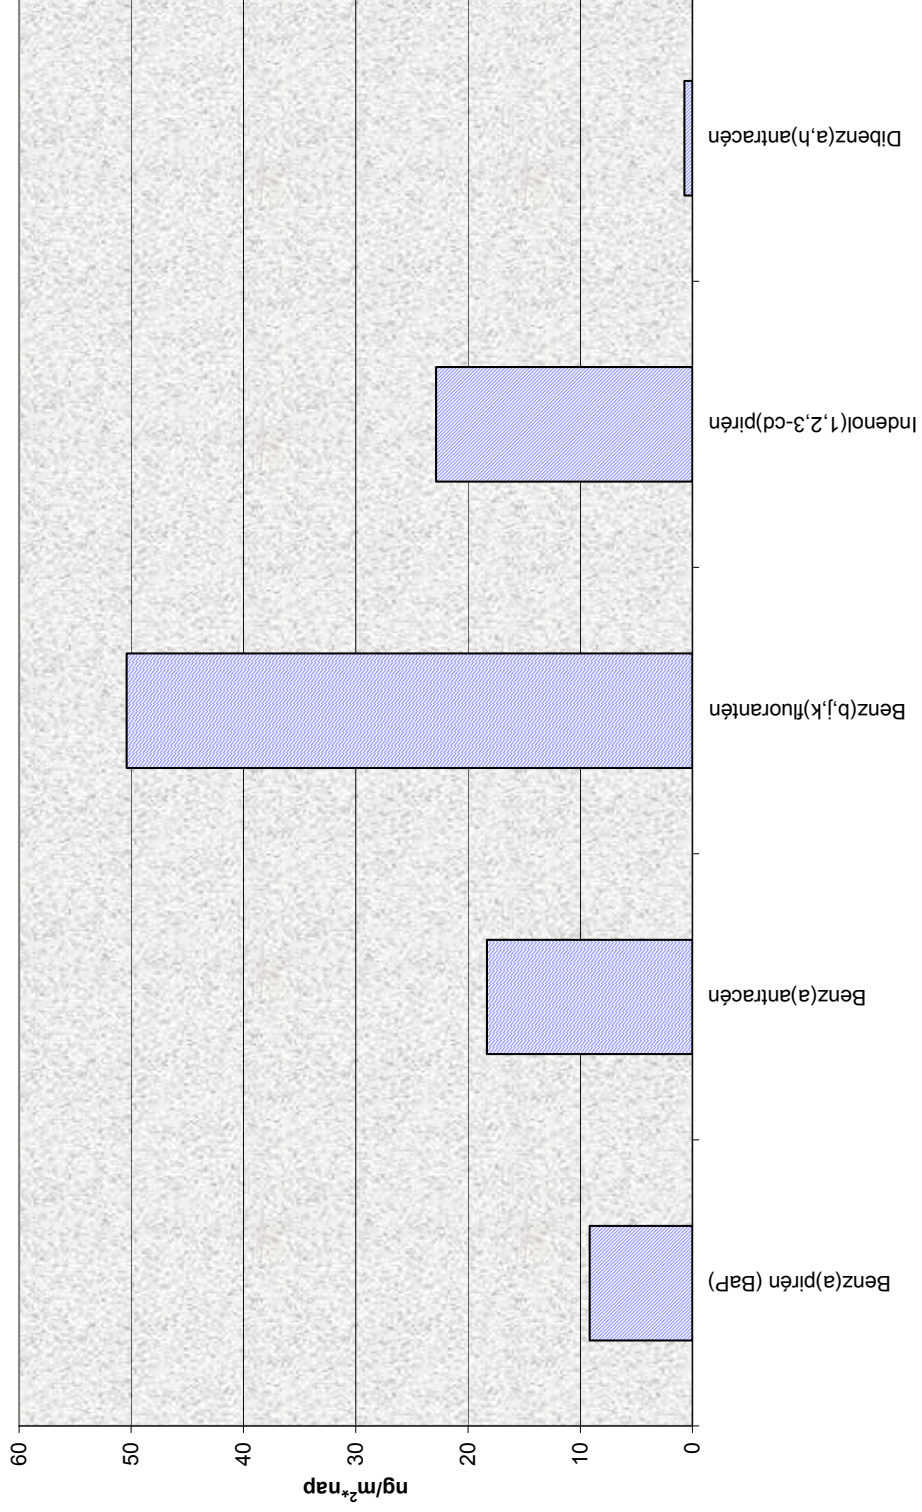 60
50
40
30
20
10
0
ng/m²*nap
Benz(a)pirén (BaP)
Benz(a)antracén
Benz(b,j,k)fluorantén
Indenol(1,2,3-cd)pirén
Dibenz(a,h)antracén